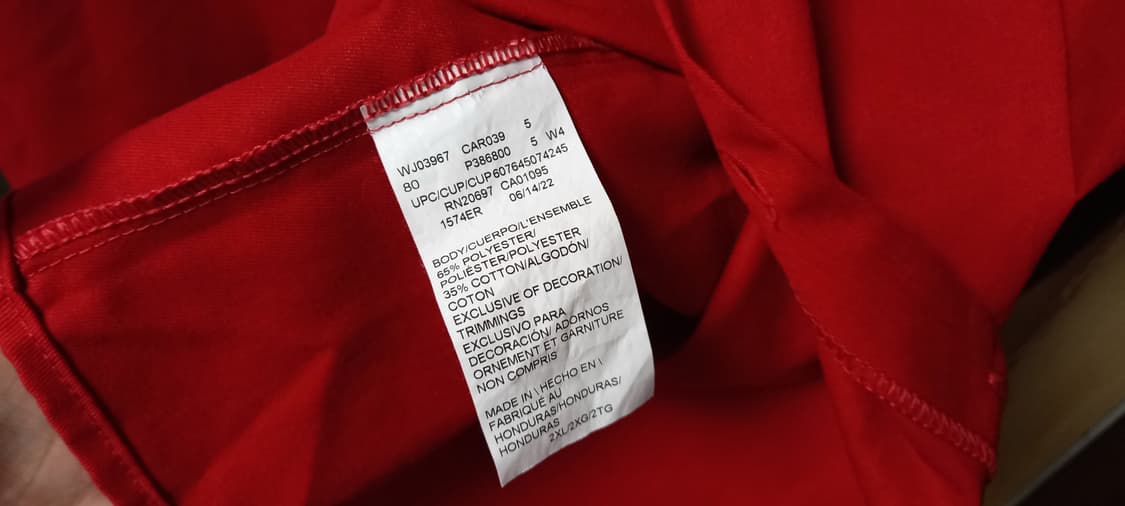 WJ03967 CAR039 5
80 P386800 5 W4
UPC/CUP/CUP607645074245
RN20697 CA01095
1574ER 06/14/22
BODY/CUERPO/L'ENSEMBLE
65% POLYESTER/
POLIÉSTER/POLYESTER
35% COTTON/ALGODÓN/
COTON
EXCLUSIVE OF DECORATION/
TRIMMINGS
EXCLUSIVO PARA
DECORACIÓN/ ADORNOS
ORNEMENT ET GARNITURE
NON COMPRIS
MADE IN \ HECHO EN \
FABRIQUÉ AU
HONDURAS/HONDURAS/
HONDURAS
2XL/2XG/2TG